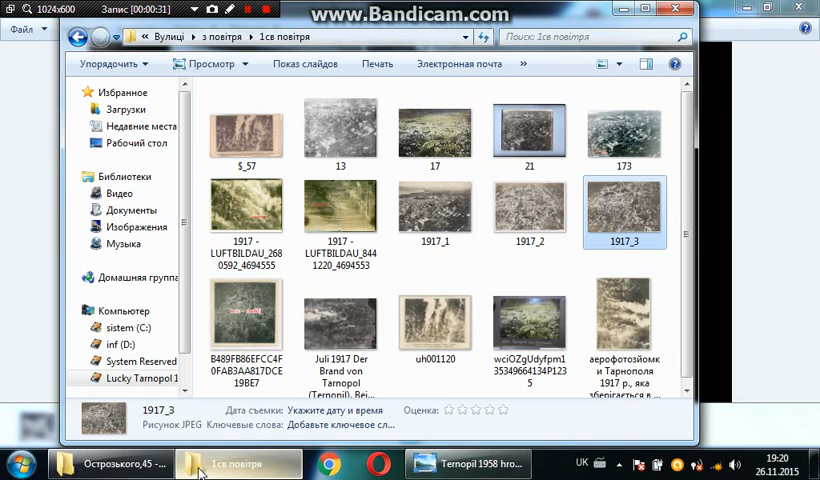 1024x600
Запис [00:00:31]
www.Bandicam.com
Файл
Вулиці
з повітря
1св повітря
Поиск: 1св повітря
Упорядочить
Просмотр
Показ слайдов
Печать
Электронная почта
»
Избранное
Загрузки
Недавние места
Рабочий стол
Библиотеки
Видео
Документы
Изображения
Музыка
Домашняя группа
Компьютер
sistem (C:)
inf (D:)
System Reserved
Lucky Tarnopol 1
$_57
13
17
21
173
1917 -
LUFTBILDAU_268
0592_4694555
1917 -
LUFTBILDAU_844
1220_4694553
1917_1
1917_2
1917_3
B489FB86EFCC4F
0FAB3AA817DCE
19BE7
Juli 1917 Der
Brand von
Tarnopol
(Ternopil). Bei...
uh001120
wciOZgUdyfpm1
35349664134P123
5
аерофотозйомк
и Тарнополя
1917 р., яка
зберігається в...
1917_3
Рисунок JPEG
Дата съемки: Укажите дату и время
Ключевые слова: Добавьте ключевое сл...
Оценка:
Острозького,45 -...
1св повітря
Ternopil 1958 hro...
UK
19:20
26.11.2015